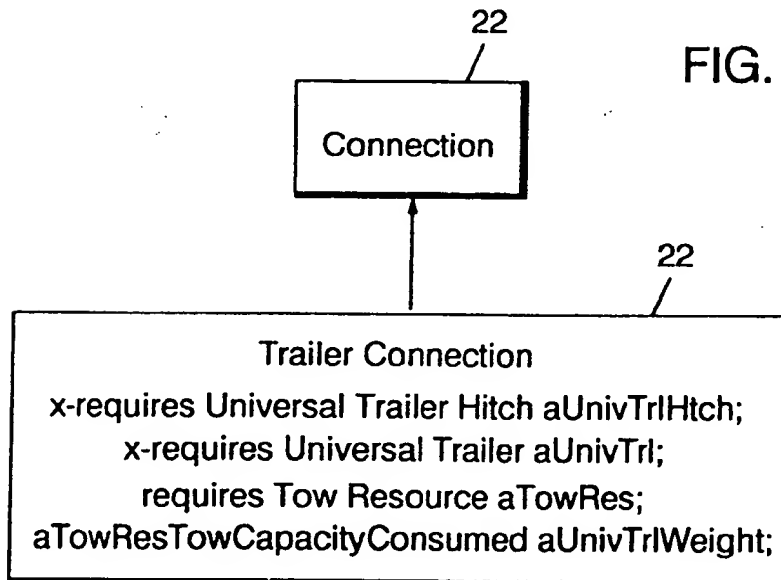 22
FIG.
Connection
22
Trailer Connection
x-requires Universal Trailer Hitch aUnivTrlHtch;
x-requires Universal Trailer aUnivTrl;
requires Tow Resource aTowRes;
aTowResTowCapacityConsumed aUnivTrlWeight;